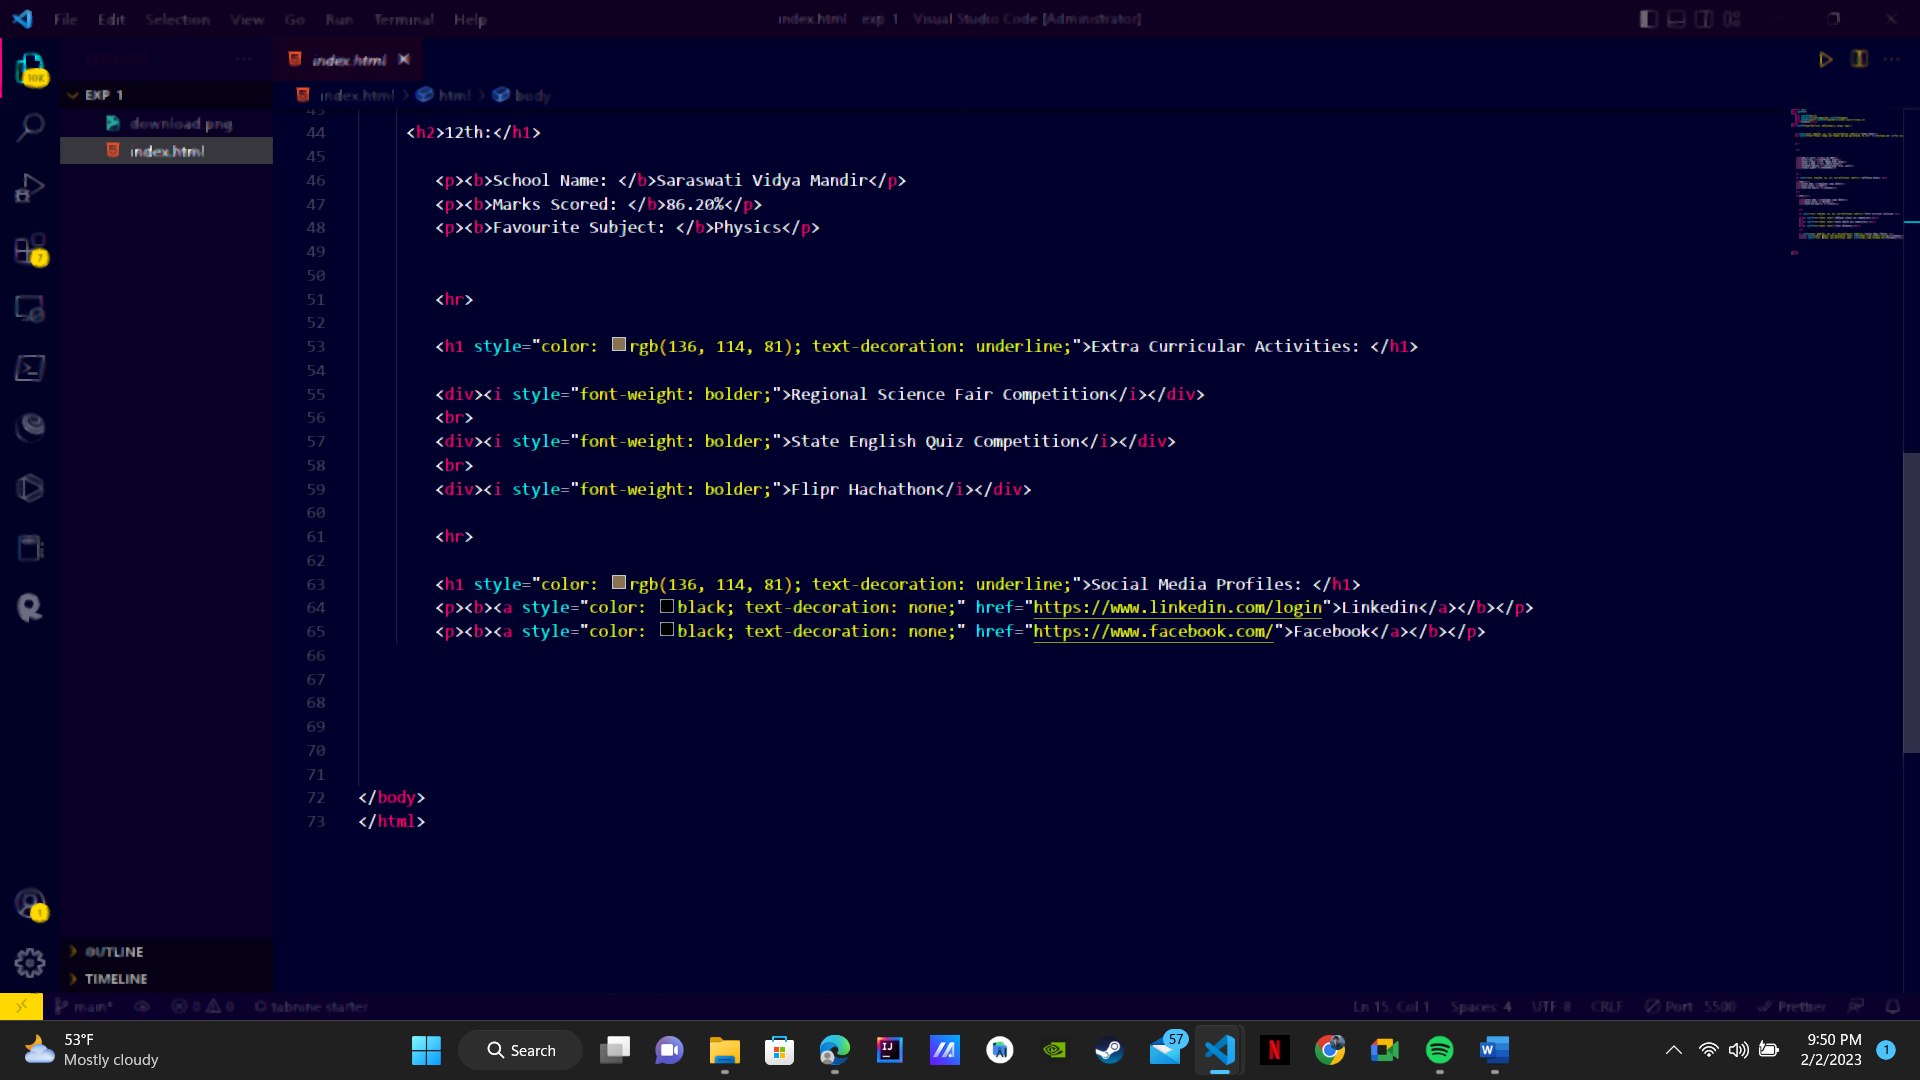 File Edit Selection View Go Run Terminal Help
index.html exp 1 Visual Studio Code [Administrator]
10K
7
1
EXP 1
download.png
index.html
OUTLINE
TIMELINE
index.html
index.html > html > body
43
44 <h2>12th:</h1>
45
46 <p><b>School Name: </b>Saraswati Vidya Mandir</p>
47 <p><b>Marks Scored: </b>86.20%</p>
48 <p><b>Favourite Subject: </b>Physics</p>
49
50
51 <hr>
52
53 <h1 style="color: rgb(136, 114, 81); text-decoration: underline;">Extra Curricular Activities: </h1>
54
55 <div><i style="font-weight: bolder;">Regional Science Fair Competition</i></div>
56 <br>
57 <div><i style="font-weight: bolder;">State English Quiz Competition</i></div>
58 <br>
59 <div><i style="font-weight: bolder;">Flipr Hachathon</i></div>
60
61 <hr>
62
63 <h1 style="color: rgb(136, 114, 81); text-decoration: underline;">Social Media Profiles: </h1>
64 <p><b><a style="color: black; text-decoration: none;" href="https://www.linkedin.com/login">Linkedin</a></b></p>
65 <p><b><a style="color: black; text-decoration: none;" href="https://www.facebook.com/">Facebook</a></b></p>
66
67
68
69
70
71
72 </body>
73 </html>
main* 0 0 tabnine starter
Ln 15, Col 1 Spaces: 4 UTF 8 CRLF Port : 5500 Prettier
53°F
Mostly cloudy
Search
57
9:50 PM
2/2/2023
1